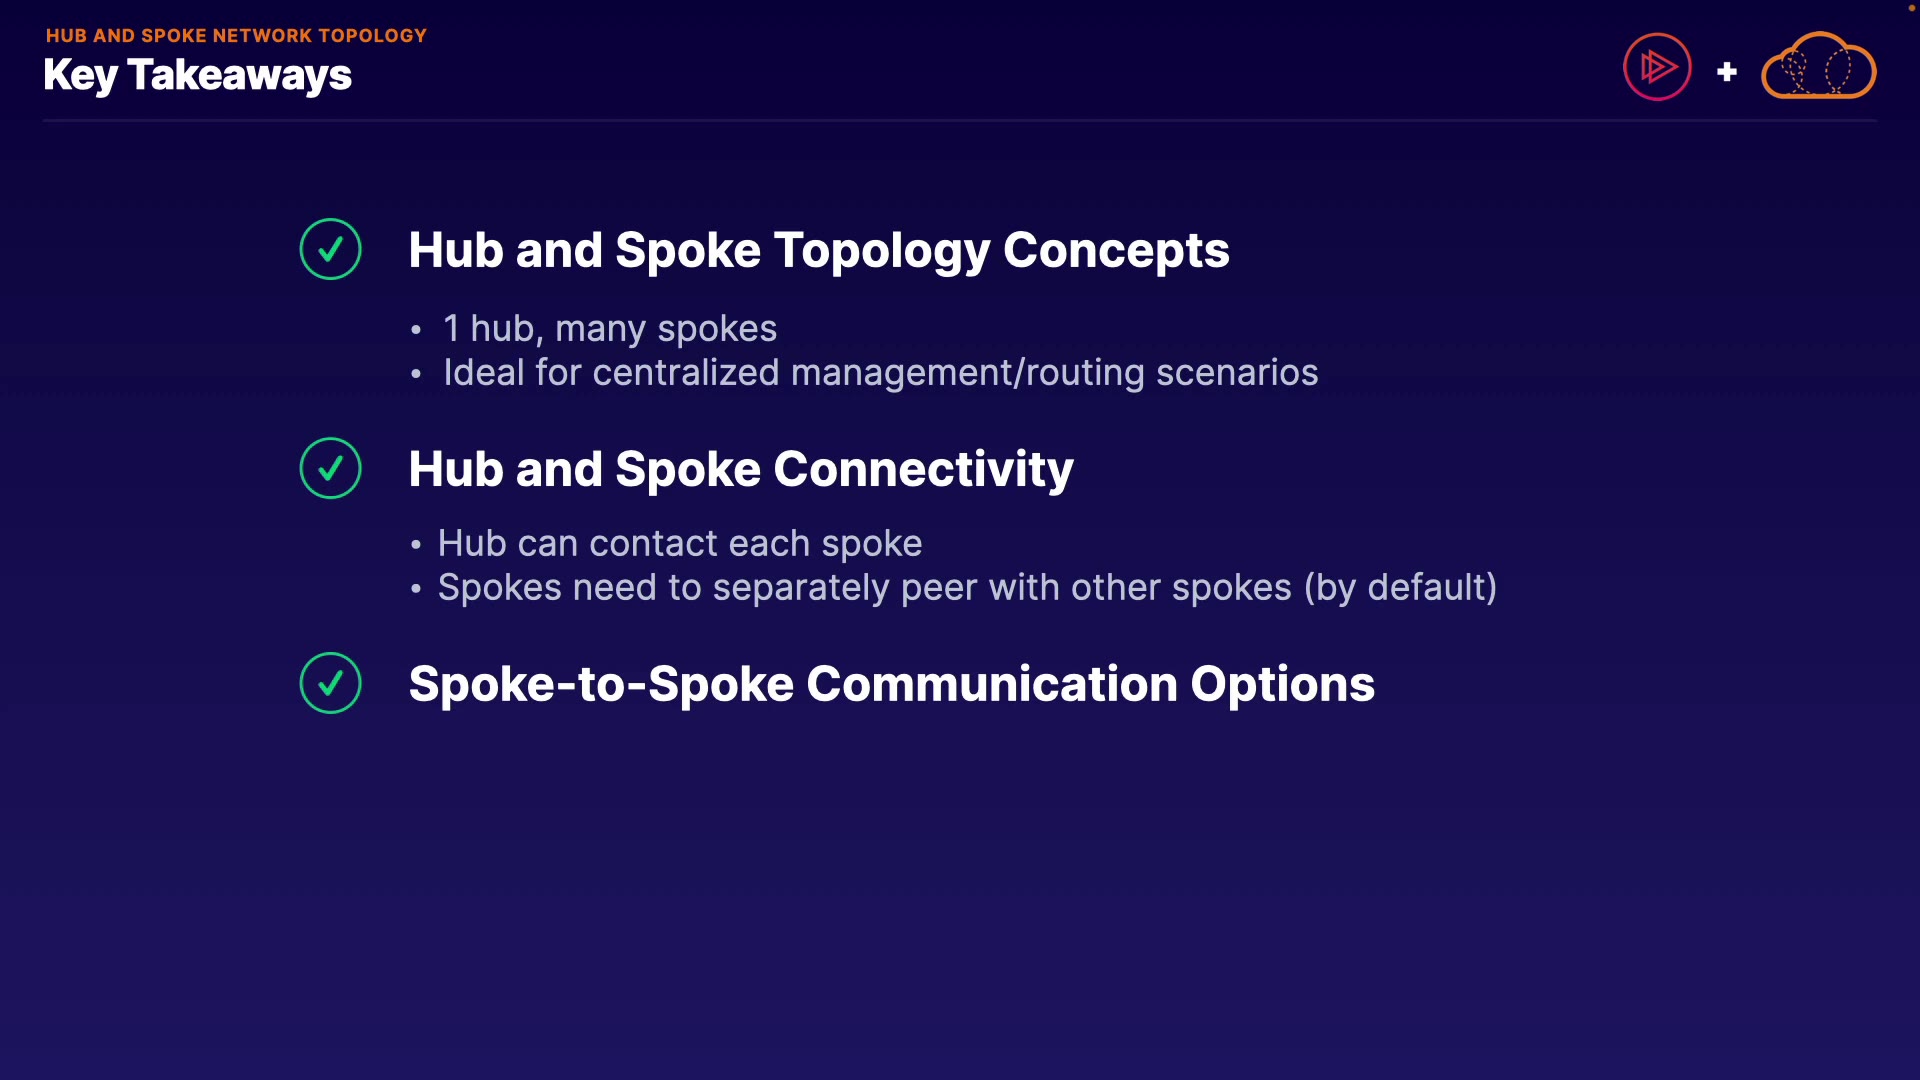 HUB AND SPOKE NETWORK TOPOLOGY
Key Takeaways
+
Hub and Spoke Topology Concepts
• 1 hub, many spokes
• Ideal for centralized management/routing scenarios
Hub and Spoke Connectivity
• Hub can contact each spoke
• Spokes need to separately peer with other spokes (by default)
Spoke-to-Spoke Communication Options